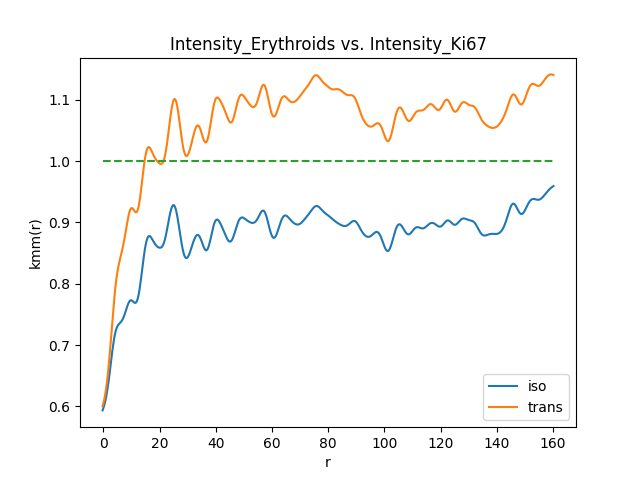 Intensity_Erythroids vs. Intensity_Ki67
kmm(r)
1.1
1.0
0.9
0.8
0.7
0.6
0 20 40 60 80 100 120 140 160
r
iso
trans